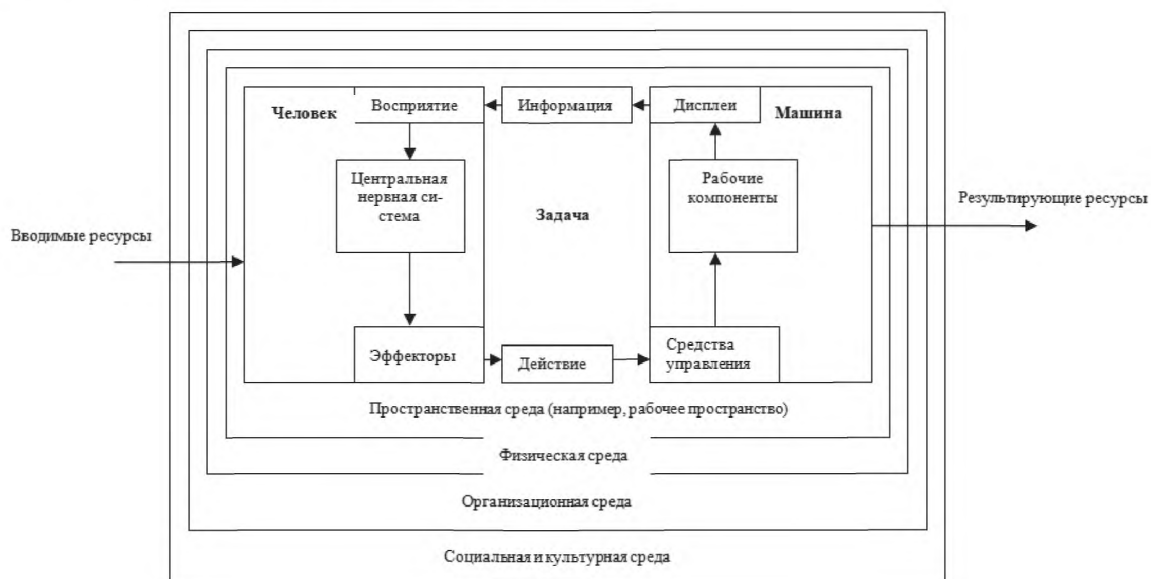 Человек
Восприятие
Информация
Дисплеи
Машина
Центральная
нервная си-
стема
Задача
Рабочие
компоненты
Вводимые ресурсы
Результирующие ресурсы
Эффекторы
Действие
Средства
управления
Пространственная среда (например, рабочее пространство)
Физическая среда
Организационная среда
Социальная и культурная среда